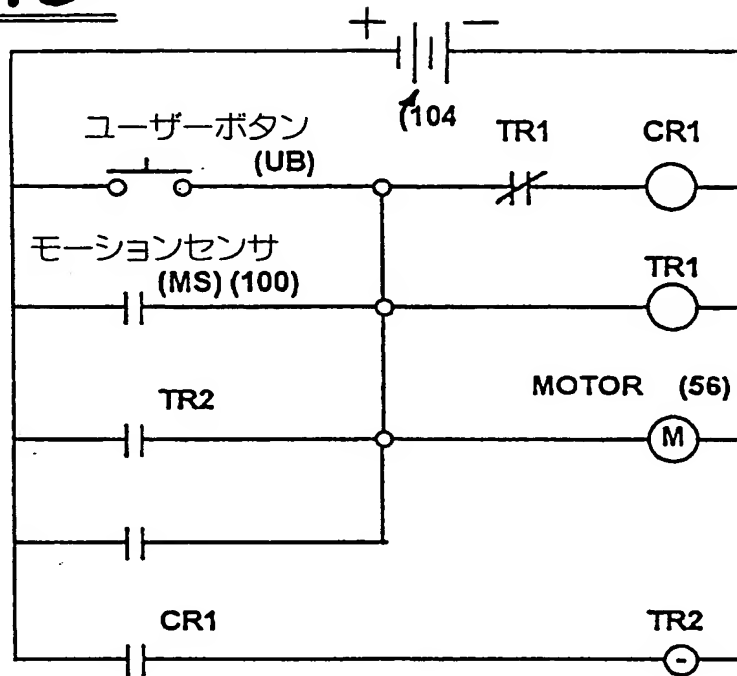 + −
(104
ユーザーボタン
(UB)
TR1
CR1
モーションセンサ
(MS) (100)
TR1
TR2
MOTOR (56)
M
CR1
TR2
-